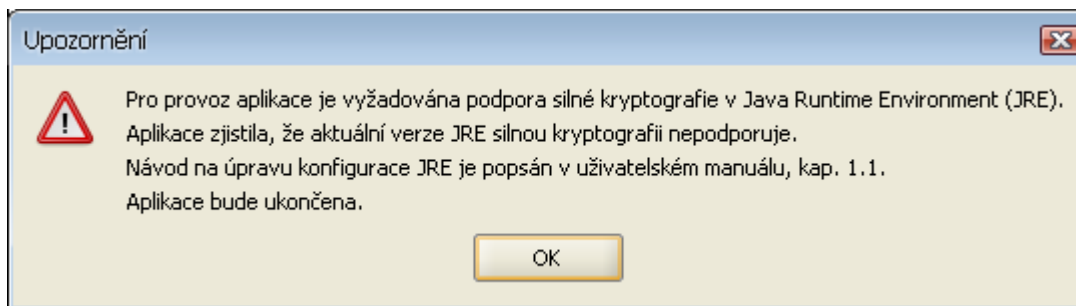 Upozornění
Pro provoz aplikace je vyžadována podpora silné kryptografie v Java Runtime Environment (JRE).
Aplikace zjistila, že aktuální verze JRE silnou kryptografii nepodporuje.
Návod na úpravu konfigurace JRE je popsán v uživatelském manuálu, kap. 1.1.
Aplikace bude ukončena.
OK